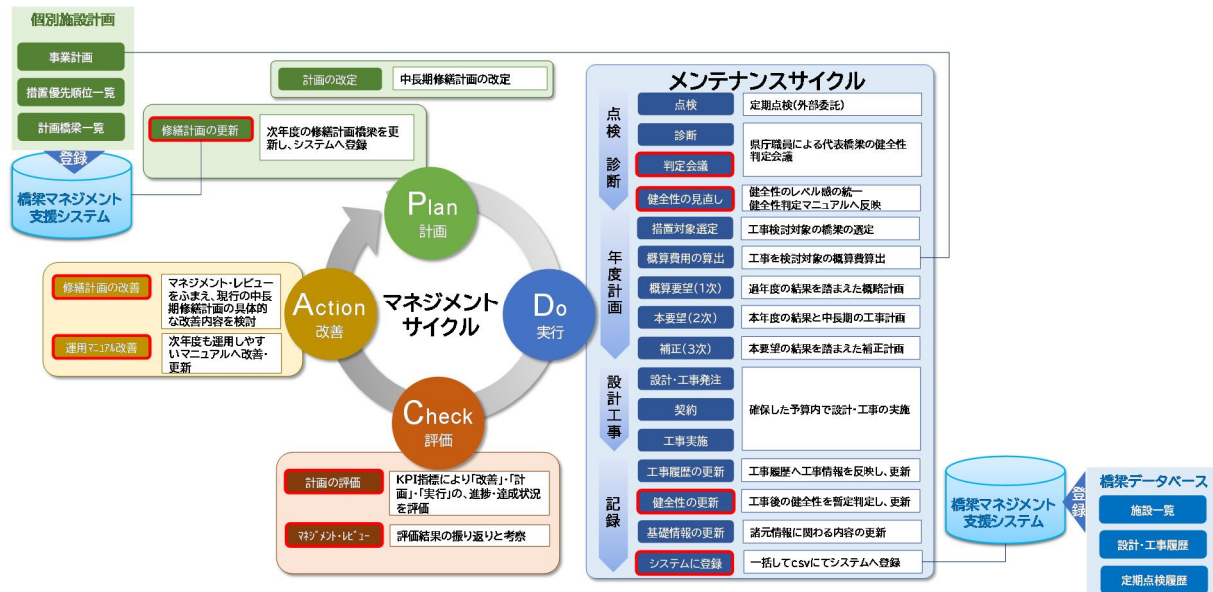 個別施設計画
事業計画
措置優先順位一覧
計画橋梁一覧
登録
橋梁マネジメント
支援システム
計画の改定
中長期修繕計画の改定
修繕計画の更新
次年度の修繕計画橋梁を更
新し、システムへ登録
Plan
計画
Do
実行
Check
評価
Action
改善
マネジメント
サイクル
修繕計画の改善
マネジメント・レビュー
をふまえ、現行の中長
期修繕計画の具体的
な改善内容を検討
運用マニュアル改善
次年度も運用しやす
いマニュアルへ改善・
更新
計画の評価
KPI指標により「改善」・「計
画」・「実行」の、進捗・達成状況
を評価
マネジメント・レビュー
評価結果の振り返りと考察
メンテナンスサイクル
点検 診断
点検
定期点検(外部委託)
診断
判定会議
県庁職員による代表橋梁の健全性
判定会議
健全性の見直し
健全性のレベル感の統一
健全性判定マニュアルへ反映
年度計画
措置対象選定
工事検討対象の橋梁の選定
概算費用の算出
工事を検討対象の概算費算出
概算要望(1次)
過年度の結果を踏まえた概略計画
本要望(2次)
本年度の結果と中長期の工事計画
補正(3次)
本要望の結果を踏まえた補正計画
設計工事
設計・工事発注
契約
工事実施
確保した予算内で設計・工事の実施
記録
工事履歴の更新
工事履歴へ工事情報を反映し、更新
健全性の更新
工事後の健全性を暫定判定し、更新
基礎情報の更新
諸元情報に関わる内容の更新
システムに登録
一括してcsvにてシステムへ登録
橋梁マネジメント
支援システム
登録
橋梁データベース
施設一覧
設計・工事履歴
定期点検履歴